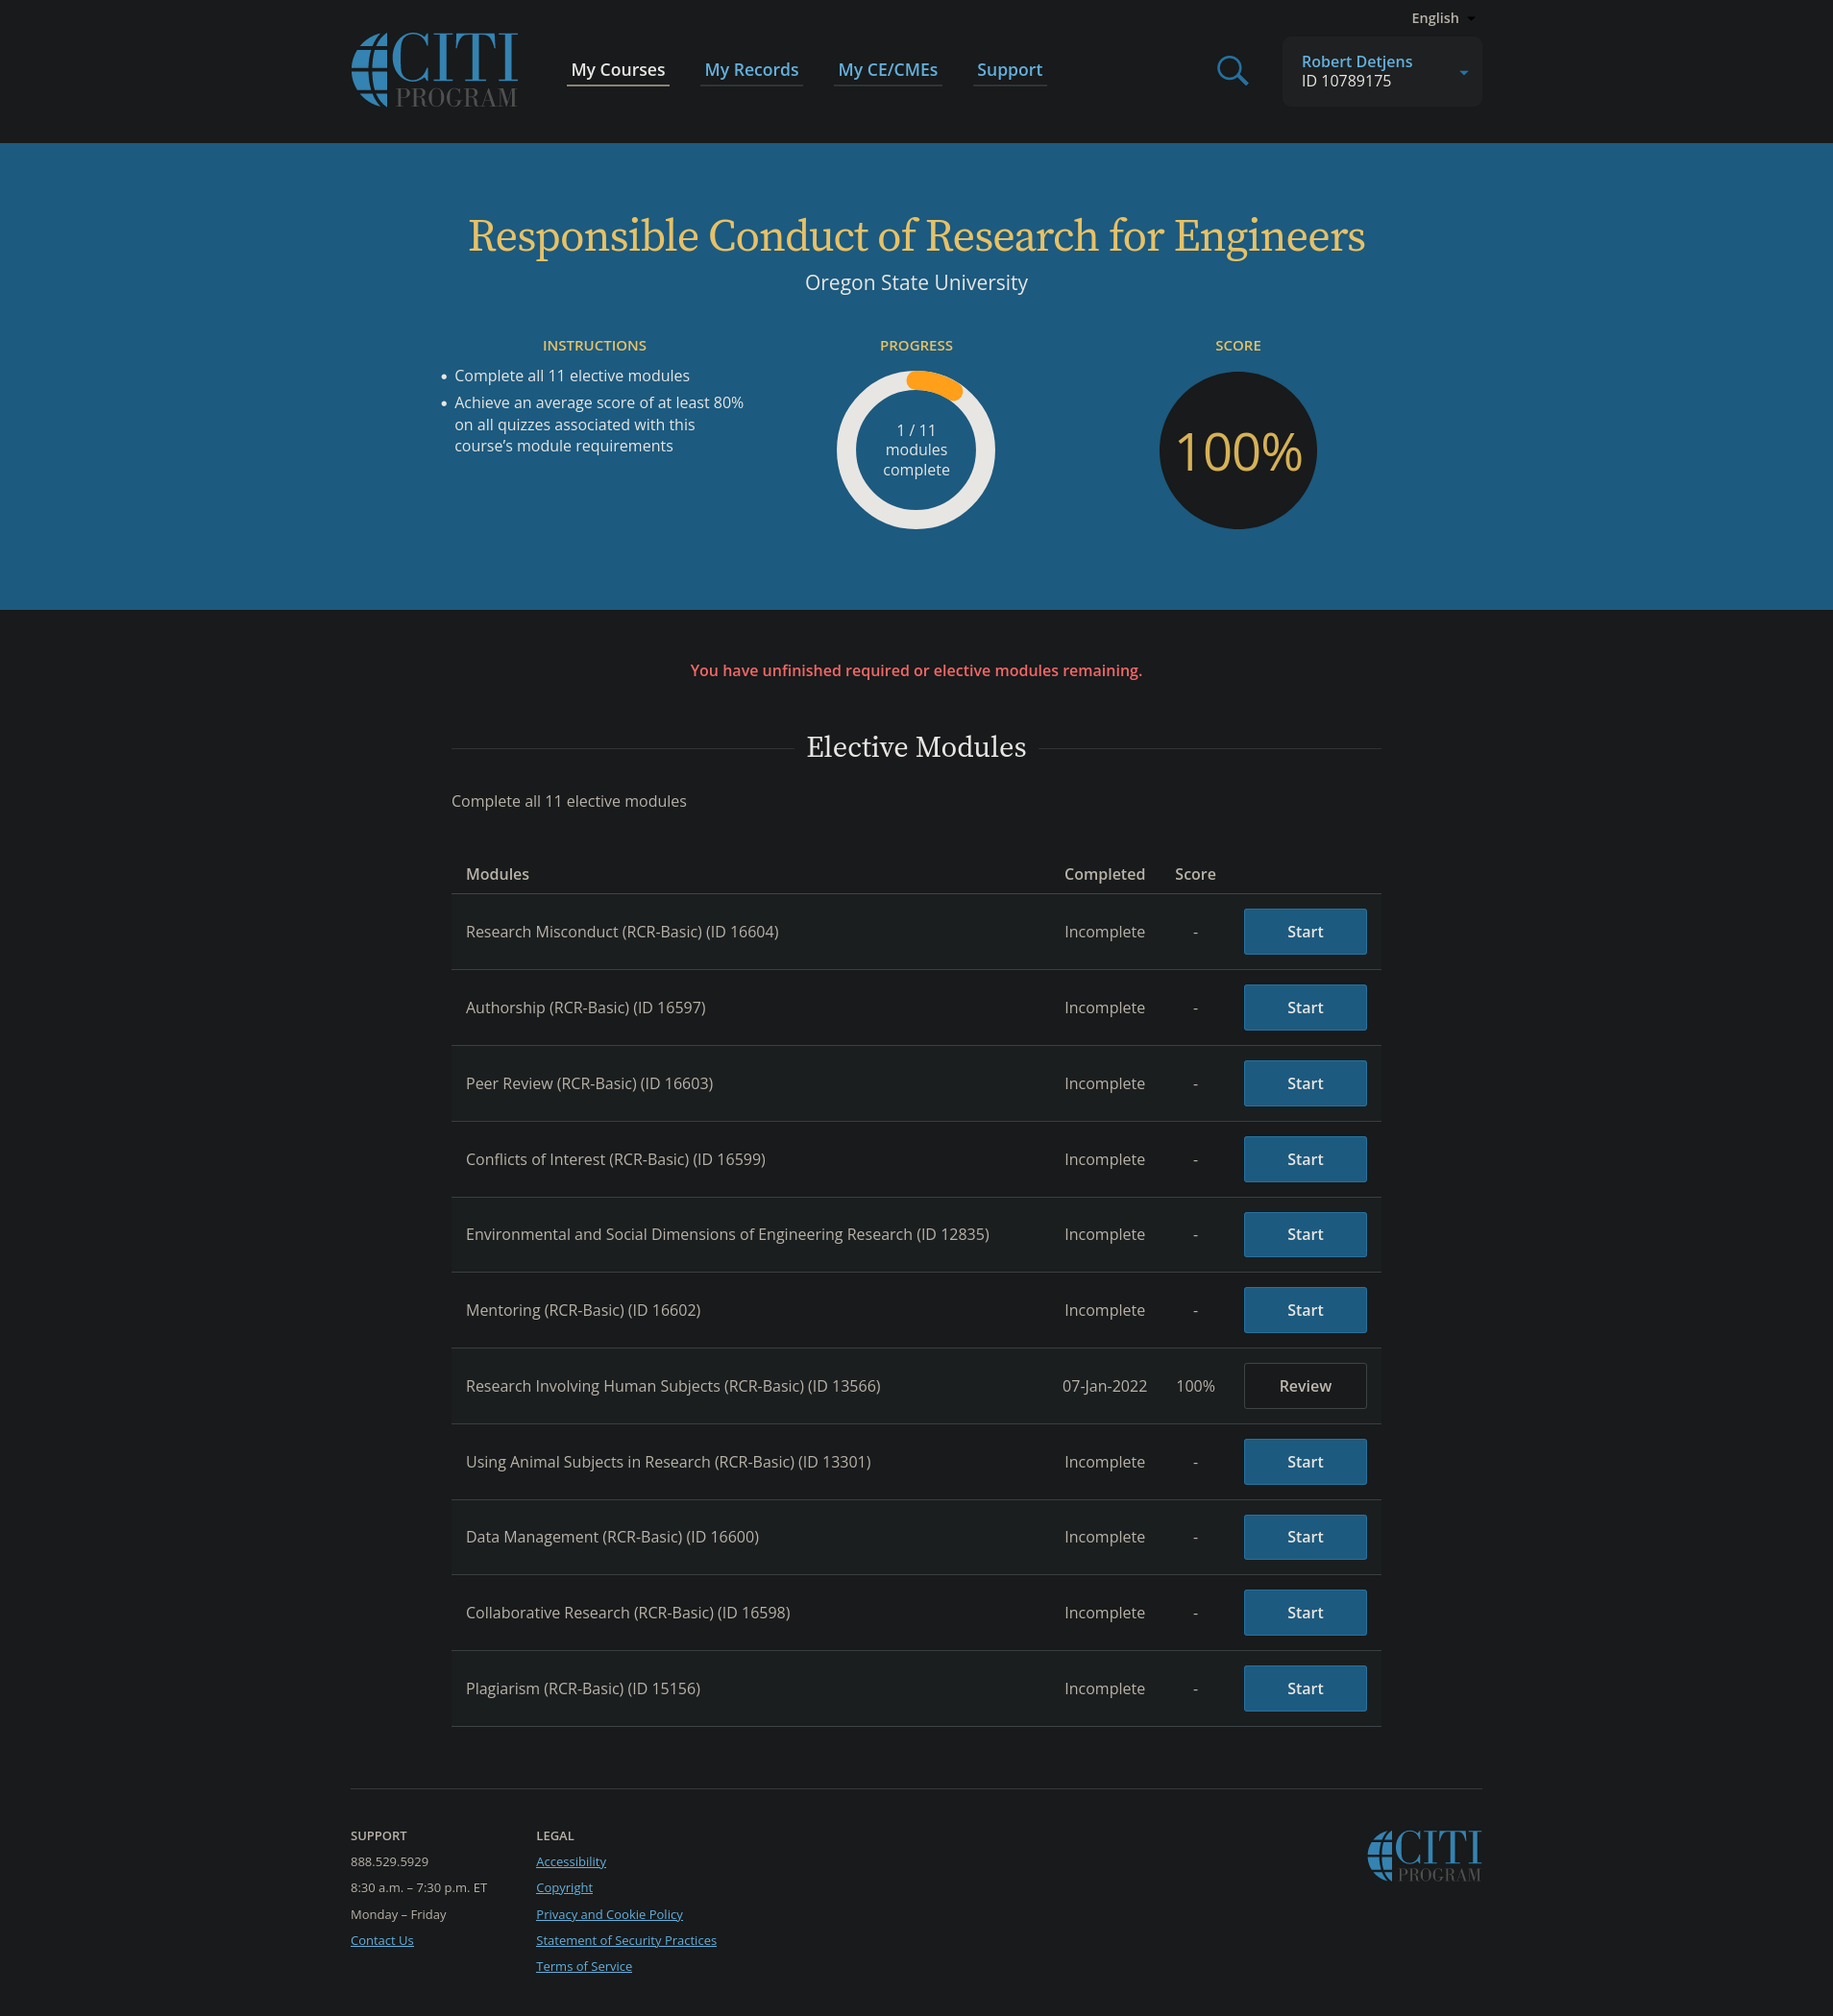 English
CITI
PROGRAM
My Courses My Records My CE/CMEs Support
Robert Detjens
ID 10789175
Responsible Conduct of Research for Engineers
Oregon State University
INSTRUCTIONS
• Complete all 11 elective modules
• Achieve an average score of at least 80%
on all quizzes associated with this
course’s module requirements
PROGRESS
1 / 11
modules
complete
SCORE
100%
You have unfinished required or elective modules remaining.
Elective Modules
Complete all 11 elective modules
Modules Completed Score
Research Misconduct (RCR-Basic) (ID 16604) Incomplete - Start
Authorship (RCR-Basic) (ID 16597) Incomplete - Start
Peer Review (RCR-Basic) (ID 16603) Incomplete - Start
Conflicts of Interest (RCR-Basic) (ID 16599) Incomplete - Start
Environmental and Social Dimensions of Engineering Research (ID 12835) Incomplete - Start
Mentoring (RCR-Basic) (ID 16602) Incomplete - Start
Research Involving Human Subjects (RCR-Basic) (ID 13566) 07-Jan-2022 100% Review
Using Animal Subjects in Research (RCR-Basic) (ID 13301) Incomplete - Start
Data Management (RCR-Basic) (ID 16600) Incomplete - Start
Collaborative Research (RCR-Basic) (ID 16598) Incomplete - Start
Plagiarism (RCR-Basic) (ID 15156) Incomplete - Start
SUPPORT
888.529.5929
8:30 a.m. – 7:30 p.m. ET
Monday – Friday
Contact Us
LEGAL
Accessibility
Copyright
Privacy and Cookie Policy
Statement of Security Practices
Terms of Service
CITI
PROGRAM